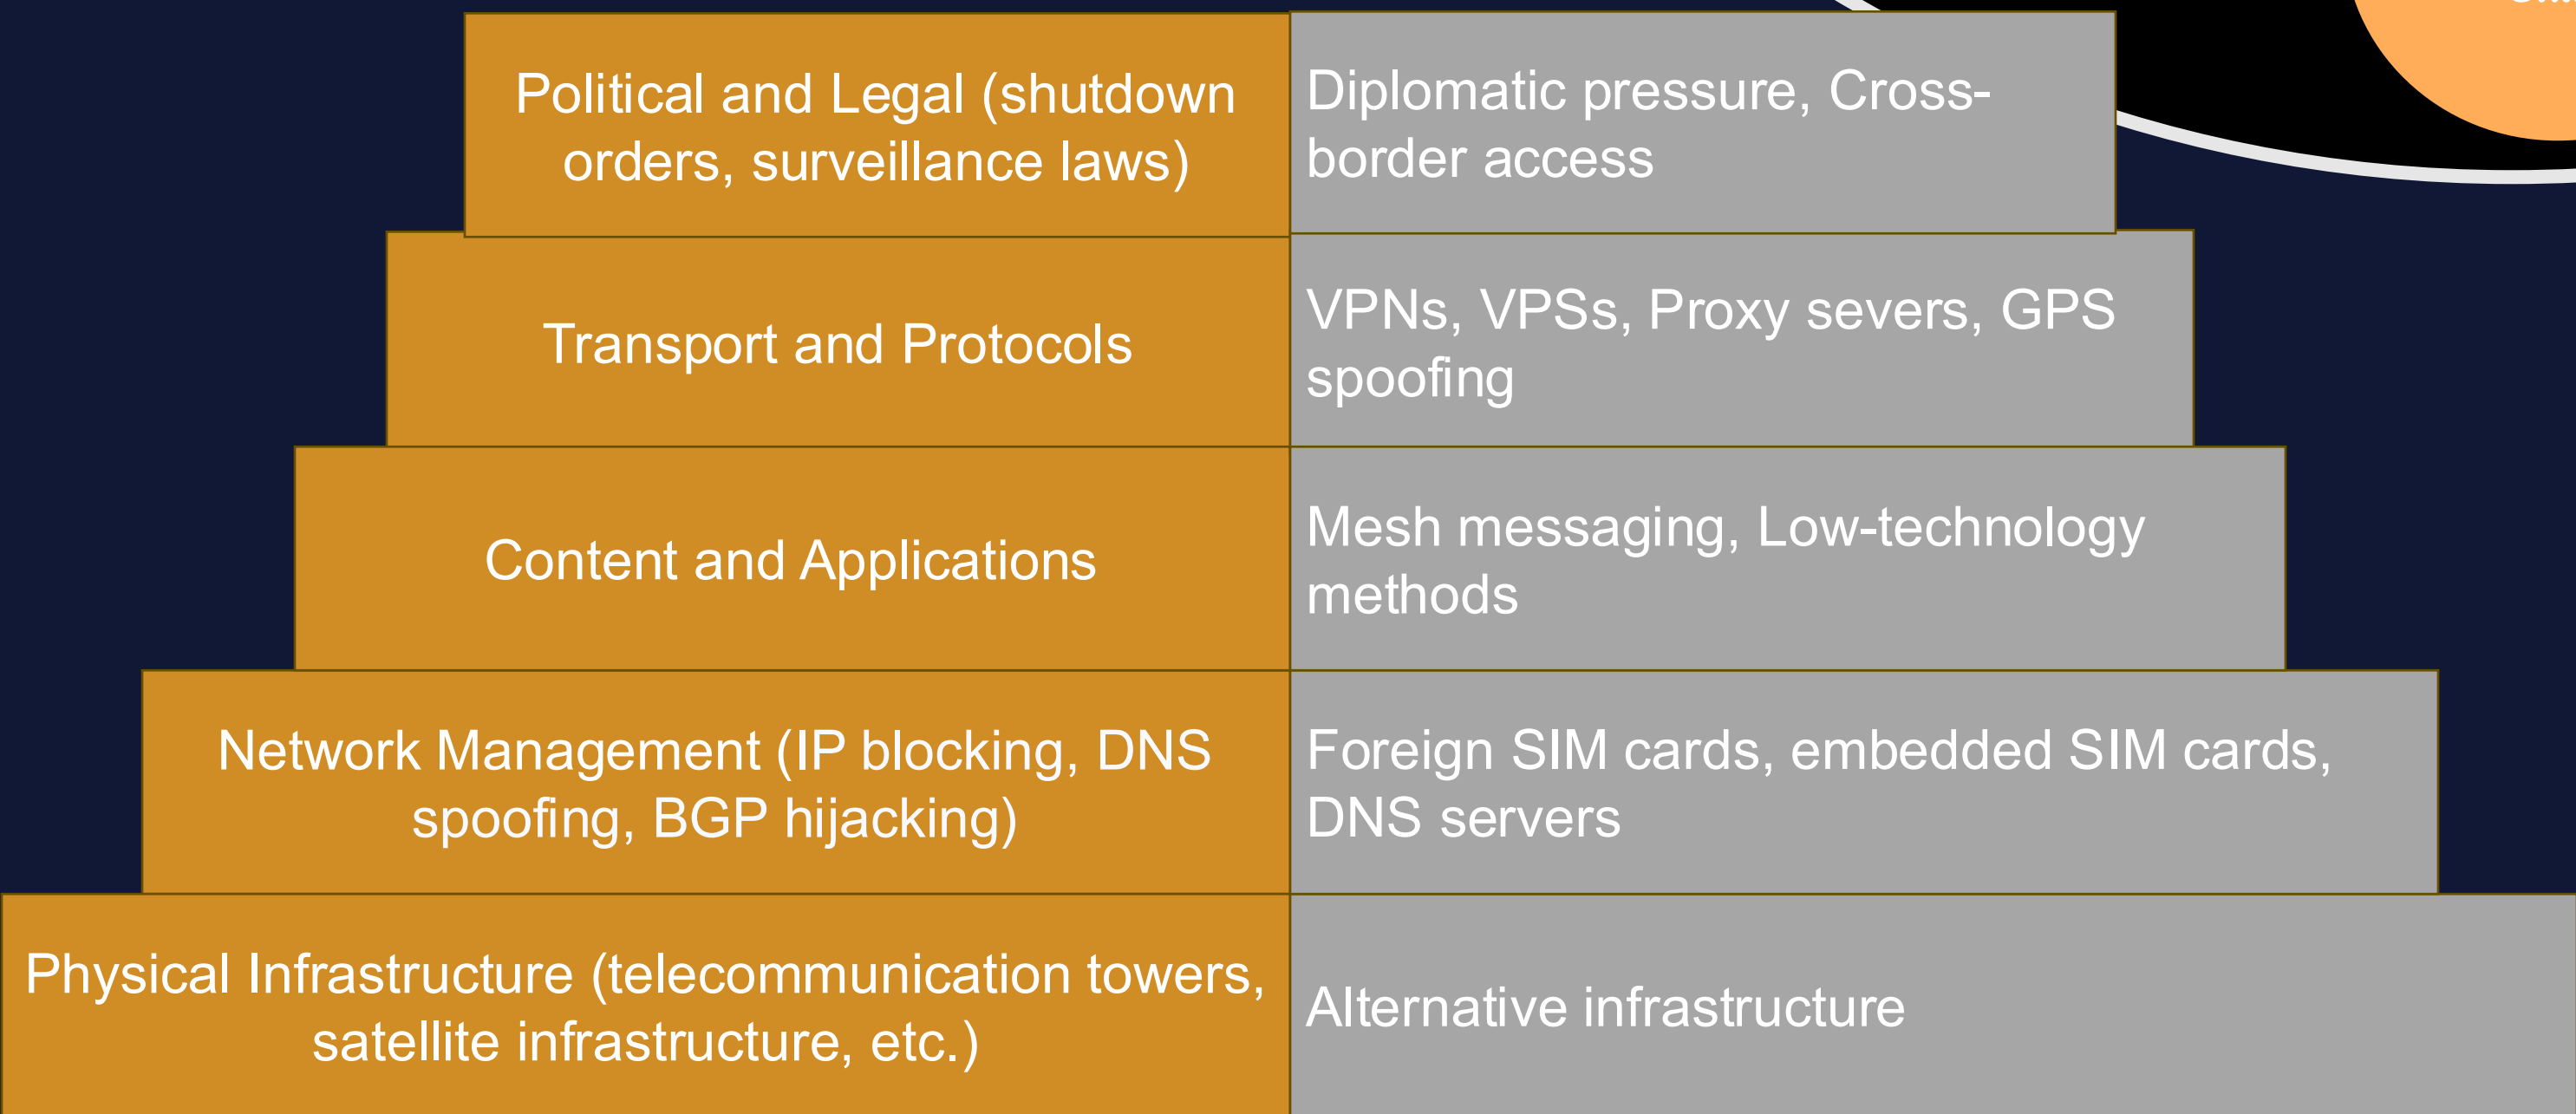 Political and Legal (shutdown
orders, surveillance laws)
Diplomatic pressure, Cross-
border access
Transport and Protocols
VPNs, VPSs, Proxy severs, GPS
spoofing
Content and Applications
Mesh messaging, Low-technology
methods
Network Management (IP blocking, DNS
spoofing, BGP hijacking)
Foreign SIM cards, embedded SIM cards,
DNS servers
Physical Infrastructure (telecommunication towers,
satellite infrastructure, etc.)
Alternative infrastructure